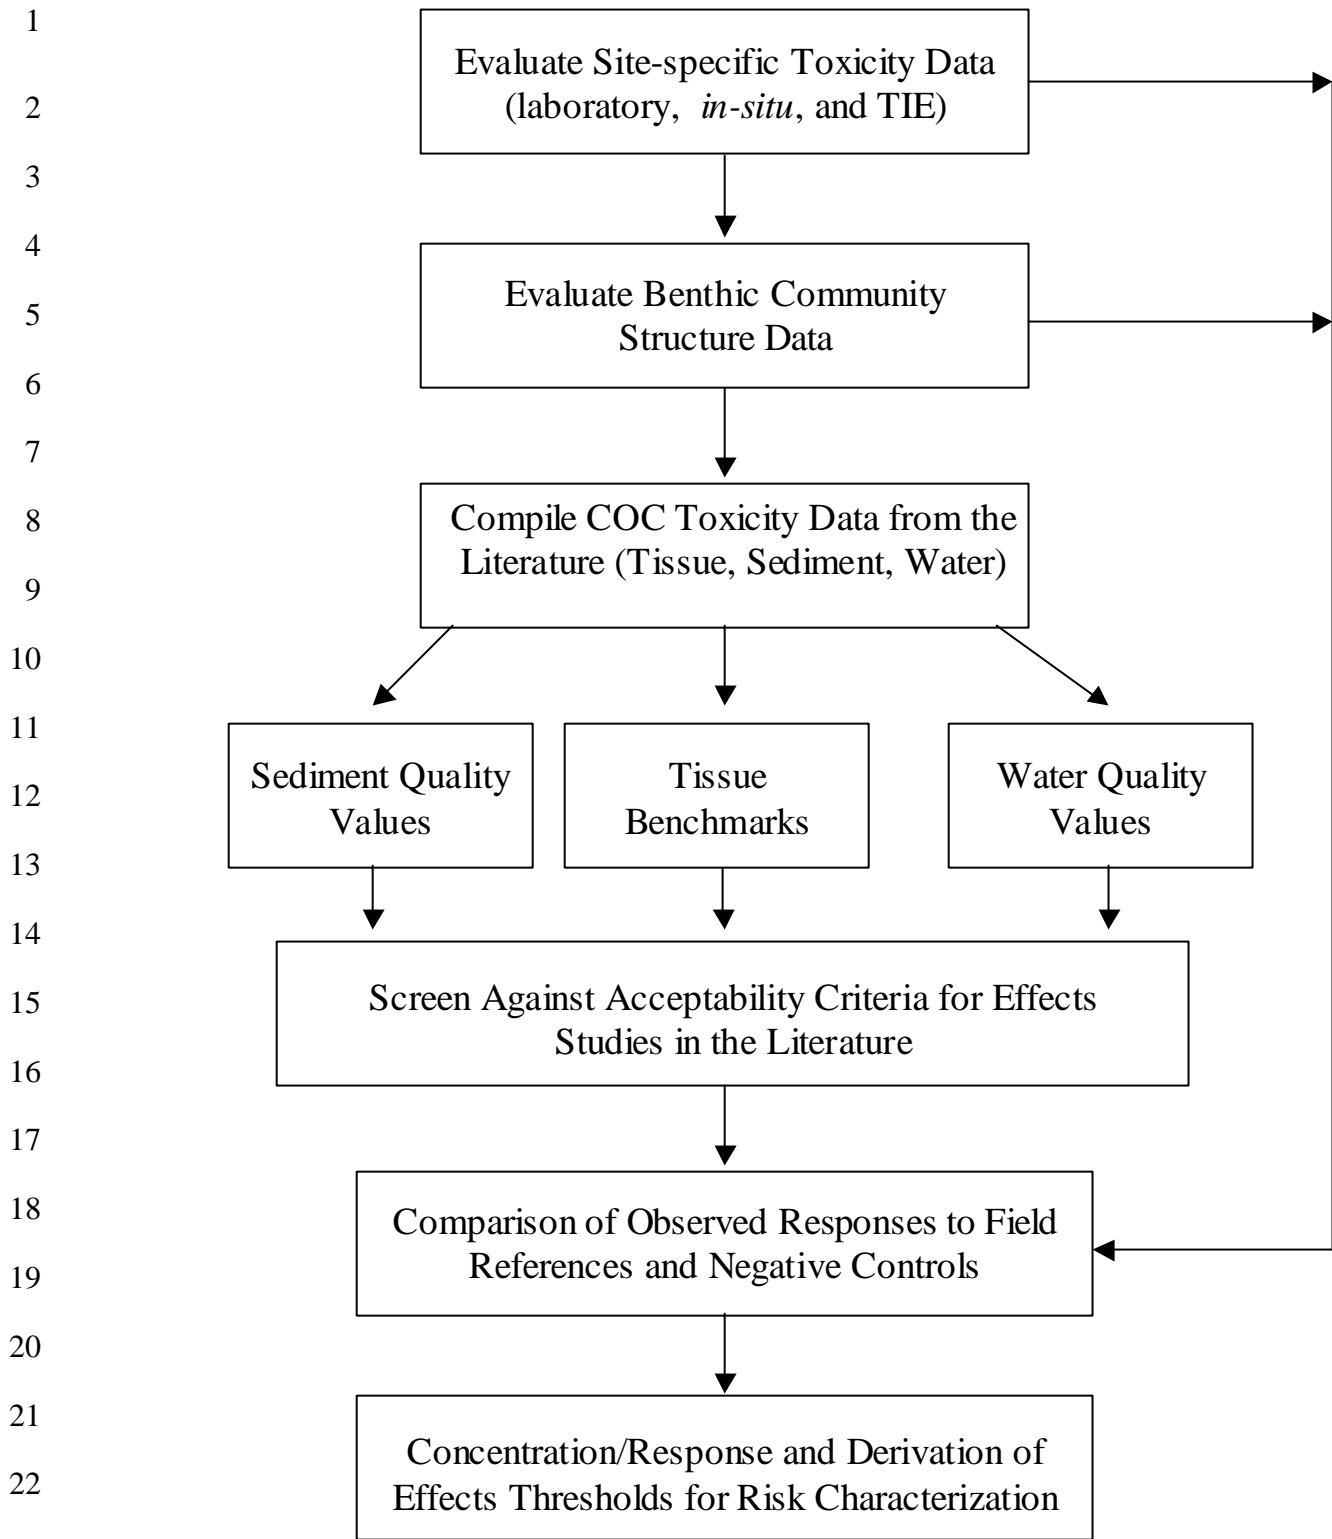 1
Evaluate Site-specific Toxicity Data
2
(laboratory, in-situ, and TIE)
3
4
Evaluate Benthic Community
5
Structure Data
6
7
8
Compile COC Toxicity Data from the
Literature (Tissue, Sediment, Water)
9
10
11
Sediment Quality
Values
Tissue
Benchmarks
Water Quality
Values
12
13
14
Screen Against Acceptability Criteria for Effects
15
Studies in the Literature
16
17
18
Comparison of Observed Responses to Field
References and Negative Controls
19
20
21
Concentration/Response and Derivation of
22
Effects Thresholds for Risk Characterization